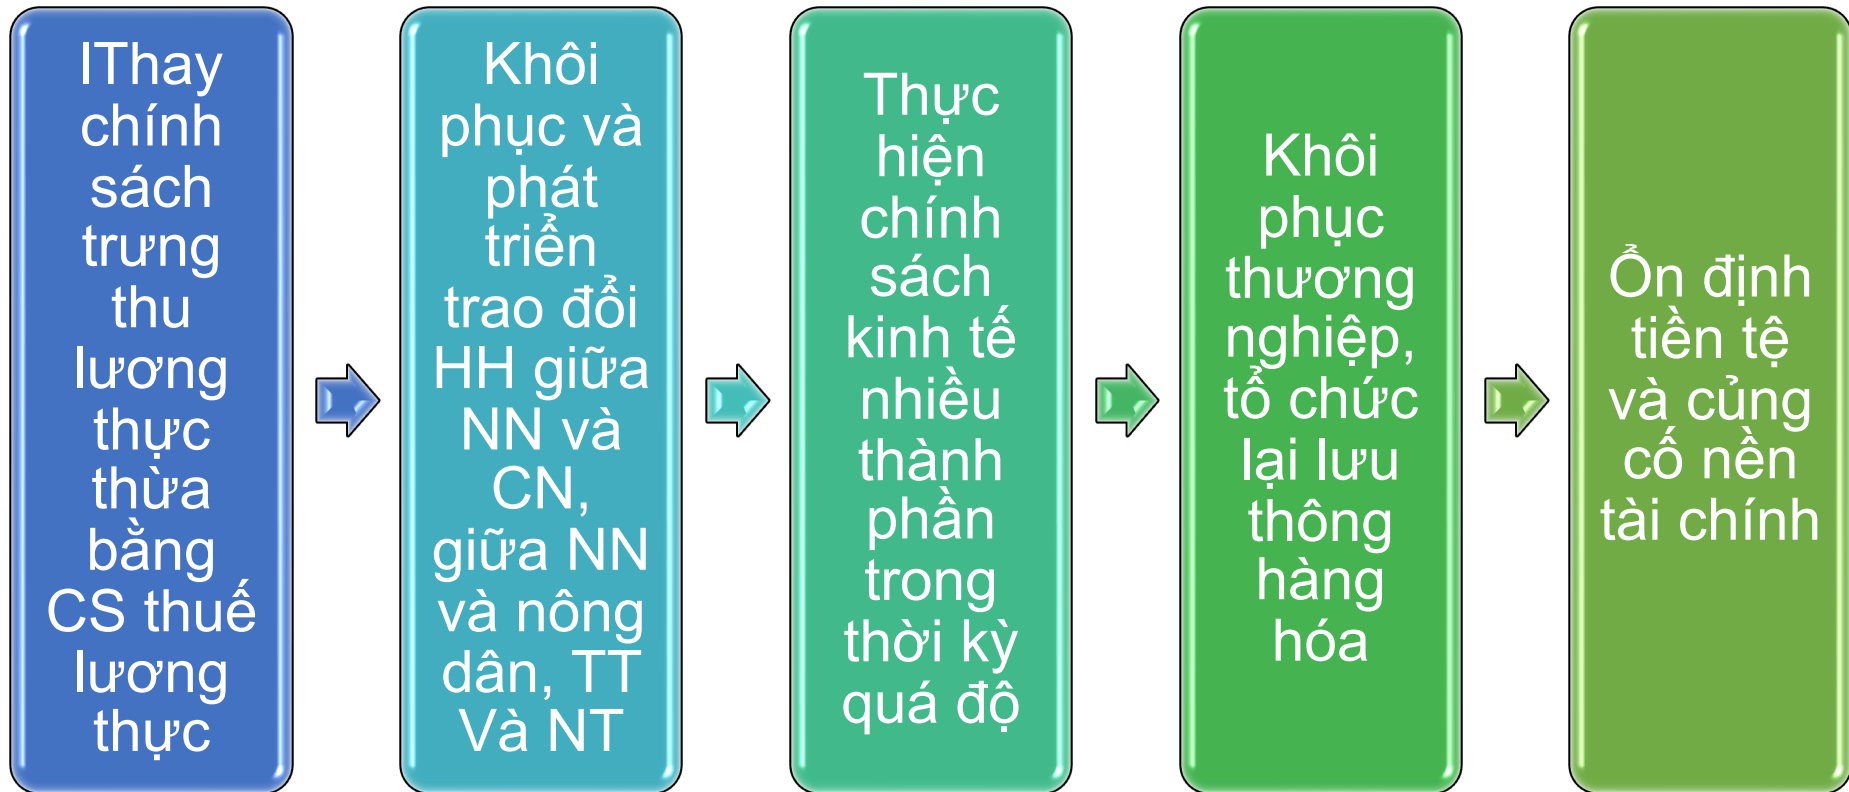 IThay
chính
sách
trưng
thu
lương
thực
thừa
bằng
CS thuế
lương
thực
Khôi
phục và
phát
triển
trao đổi
HH giữa
NN và
CN,
giữa NN
và nông
dân, TT
Và NT
Thực
hiện
chính
sách
kinh tế
nhiều
thành
phần
trong
thời kỳ
quá độ
Khôi
phục
thương
nghiệp,
tổ chức
lại lưu
thông
hàng
hóa
Ổn định
tiền tệ
và củng
cố nền
tài chính